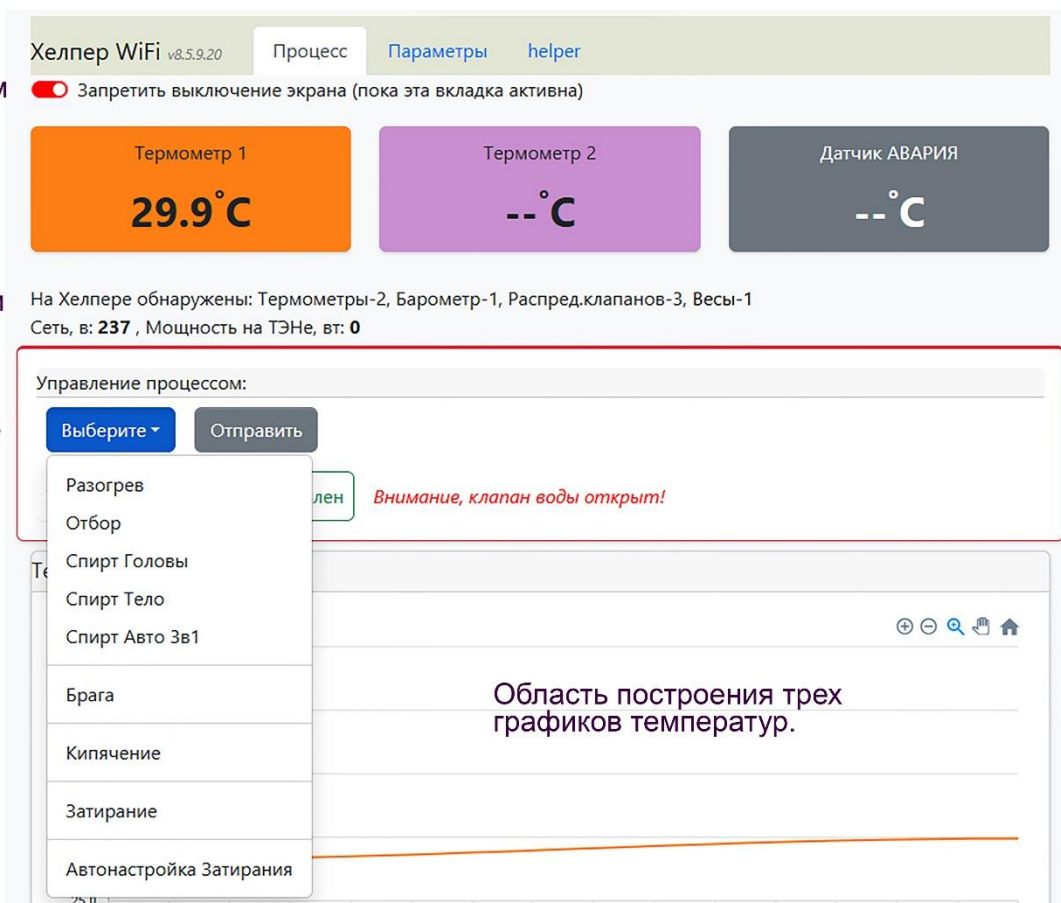 Хелпер WiFi v8.5.9.20 Процесс Параметры helper
Запретить выключение экрана (пока эта вкладка активна)
Термометр 1 Термометр 2 Датчик АВАРИЯ
29.9°C --°C --°C
На Хелпере обнаружены: Термометры-2, Барометр-1, Распред.клапанов-3, Весы-1
Сеть, в: 237 , Мощность на ТЭНе, вт: 0
Управление процессом:
Выберите Отправить
Разогрев
лен Внимание, клапан воды открыт!
Отбор
Спирт Головы
Те
Спирт Тело
Спирт Авто 3в1
Брага
Область построения трех
графиков температур.
Кипячение
Затирание
Автонастройка Затирания